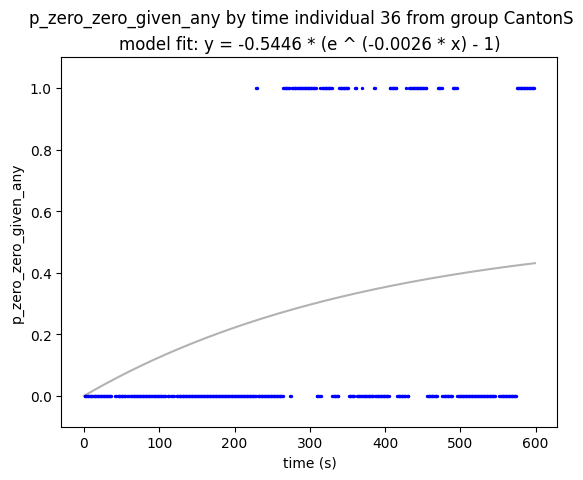 p_zero_zero_given_any by time individual 36 from group CantonS
model fit: y = -0.5446 * (e ^ (-0.0026 * x) - 1)
p_zero_zero_given_any
1.0
0.8
0.6
0.4
0.2
0.0
0 100 200 300 400 500 600
time (s)